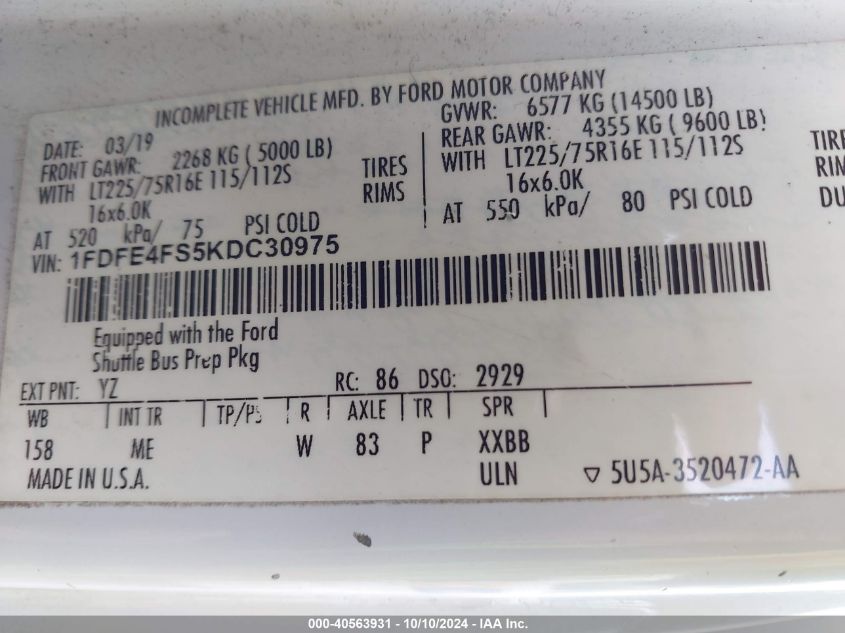 INCOMPLETE VEHICLE MFD. BY FORD MOTOR COMPANY
DATE: 03/19
GVWR: 6577 KG (14500 LB)
FRONT GAWR: 2268 KG ( 5000 LB)
REAR GAWR: 4355 KG ( 9600 LB)
WITH LT225/75R16E 115/112S TIRES
WITH LT225/75R16E 115/112S TIRE
16x6.0K RIMS
16x6.0K RIM
AT 520 kPa/ 75 PSI COLD
AT 550 kPa/ 80 PSI COLD DU
VIN: 1FDFE4FS5KDC30975
Equipped with the Ford
Shuttle Bus Prep Pkg
EXT PNT: YZ RC: 86 DSO: 2929
WB INT TR TP/PS R AXLE TR SPR
158 ME W 83 P XXBB
MADE IN U.S.A. ULN ▽ 5U5A-3520472-AA
000-40563931 - 10/10/2024 - IAA Inc.